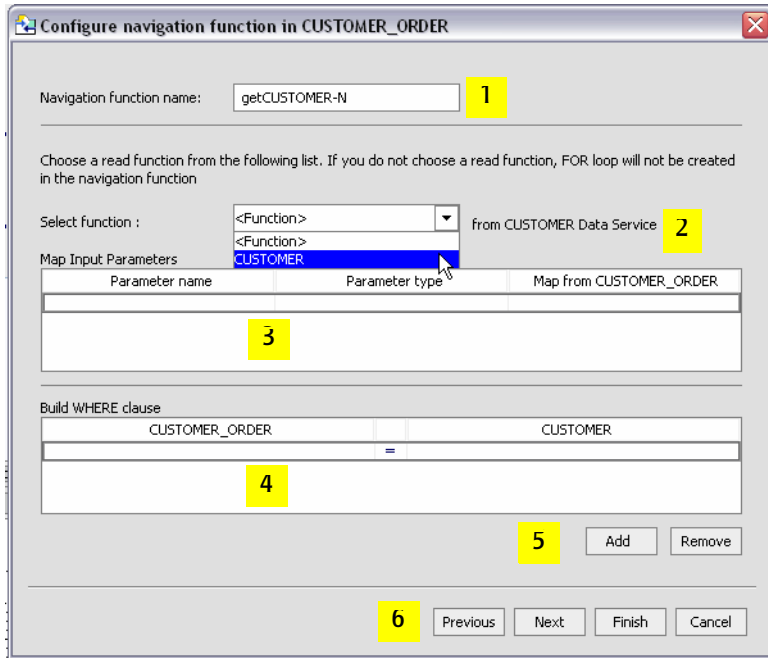 Configure navigation function in CUSTOMER_ORDER
Navigation function name: getCUSTOMER-N 1
Choose a read function from the following list. If you do not choose a read function, FOR loop will not be created
in the navigation function
Select function : <Function> from CUSTOMER Data Service 2
<Function>
Map Input Parameters CUSTOMER
Parameter name Parameter type Map from CUSTOMER_ORDER
3
Build WHERE clause
CUSTOMER_ORDER CUSTOMER
=
4
5 Add Remove
6 Previous Next Finish Cancel